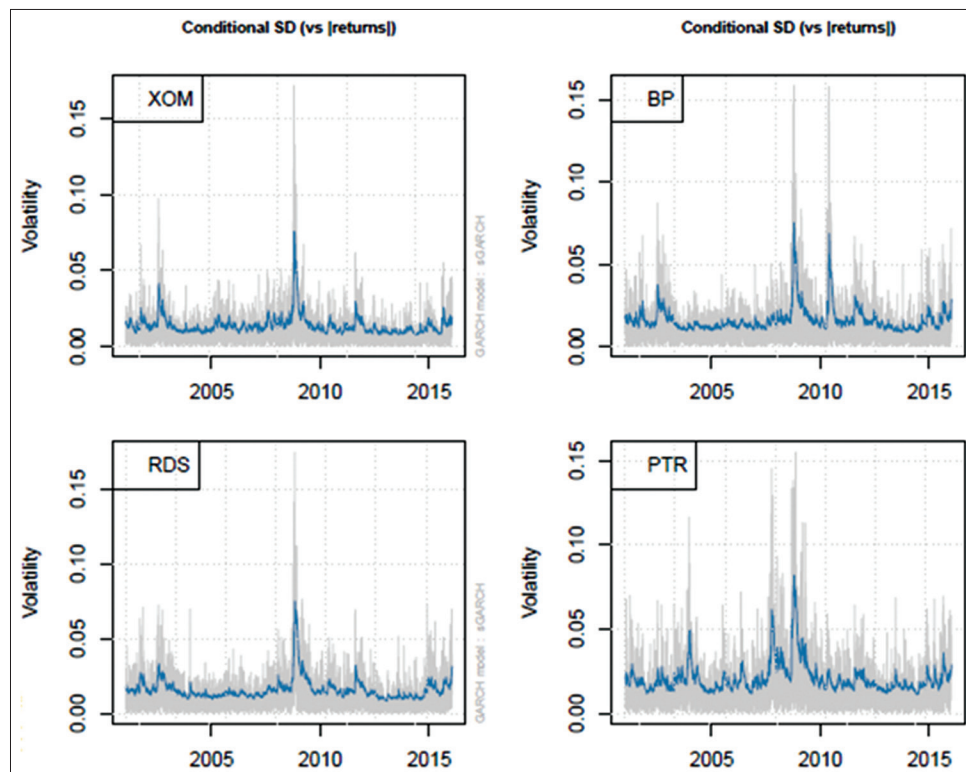 Conditional SD (vs |returns|)
Conditional SD (vs |returns|)
XOM
Volatility
0.15
0.10
0.05
0.00
2005
2010
2015
GARCH model : sGARCH
BP
Volatility
0.15
0.10
0.05
0.00
2005
2010
2015
RDS
Volatility
0.15
0.10
0.05
0.00
2005
2010
2015
GARCH model : sGARCH
PTR
Volatility
0.15
0.10
0.05
0.00
2005
2010
2015